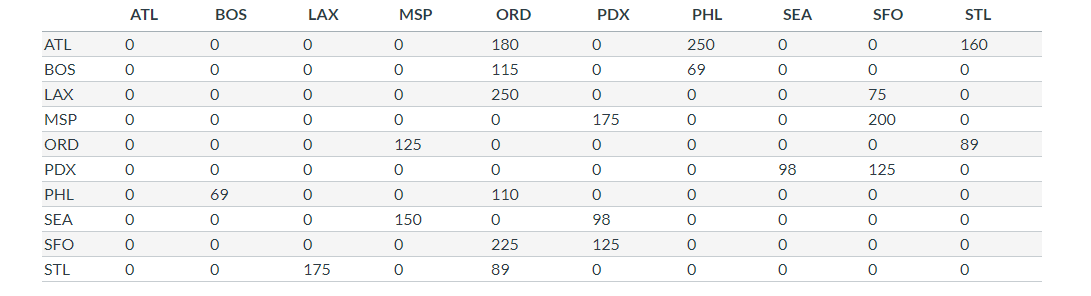 ATL BOS LAX MSP ORD PDX PHL SEA SFO STL
ATL 0 0 0 0 180 0 250 0 0 160
BOS 0 0 0 0 115 0 69 0 0 0
LAX 0 0 0 0 250 0 0 0 75 0
MSP 0 0 0 0 0 175 0 0 200 0
ORD 0 0 0 125 0 0 0 0 0 89
PDX 0 0 0 0 0 0 0 98 125 0
PHL 0 69 0 0 110 0 0 0 0 0
SEA 0 0 0 150 0 98 0 0 0 0
SFO 0 0 0 0 225 125 0 0 0 0
STL 0 0 175 0 89 0 0 0 0 0